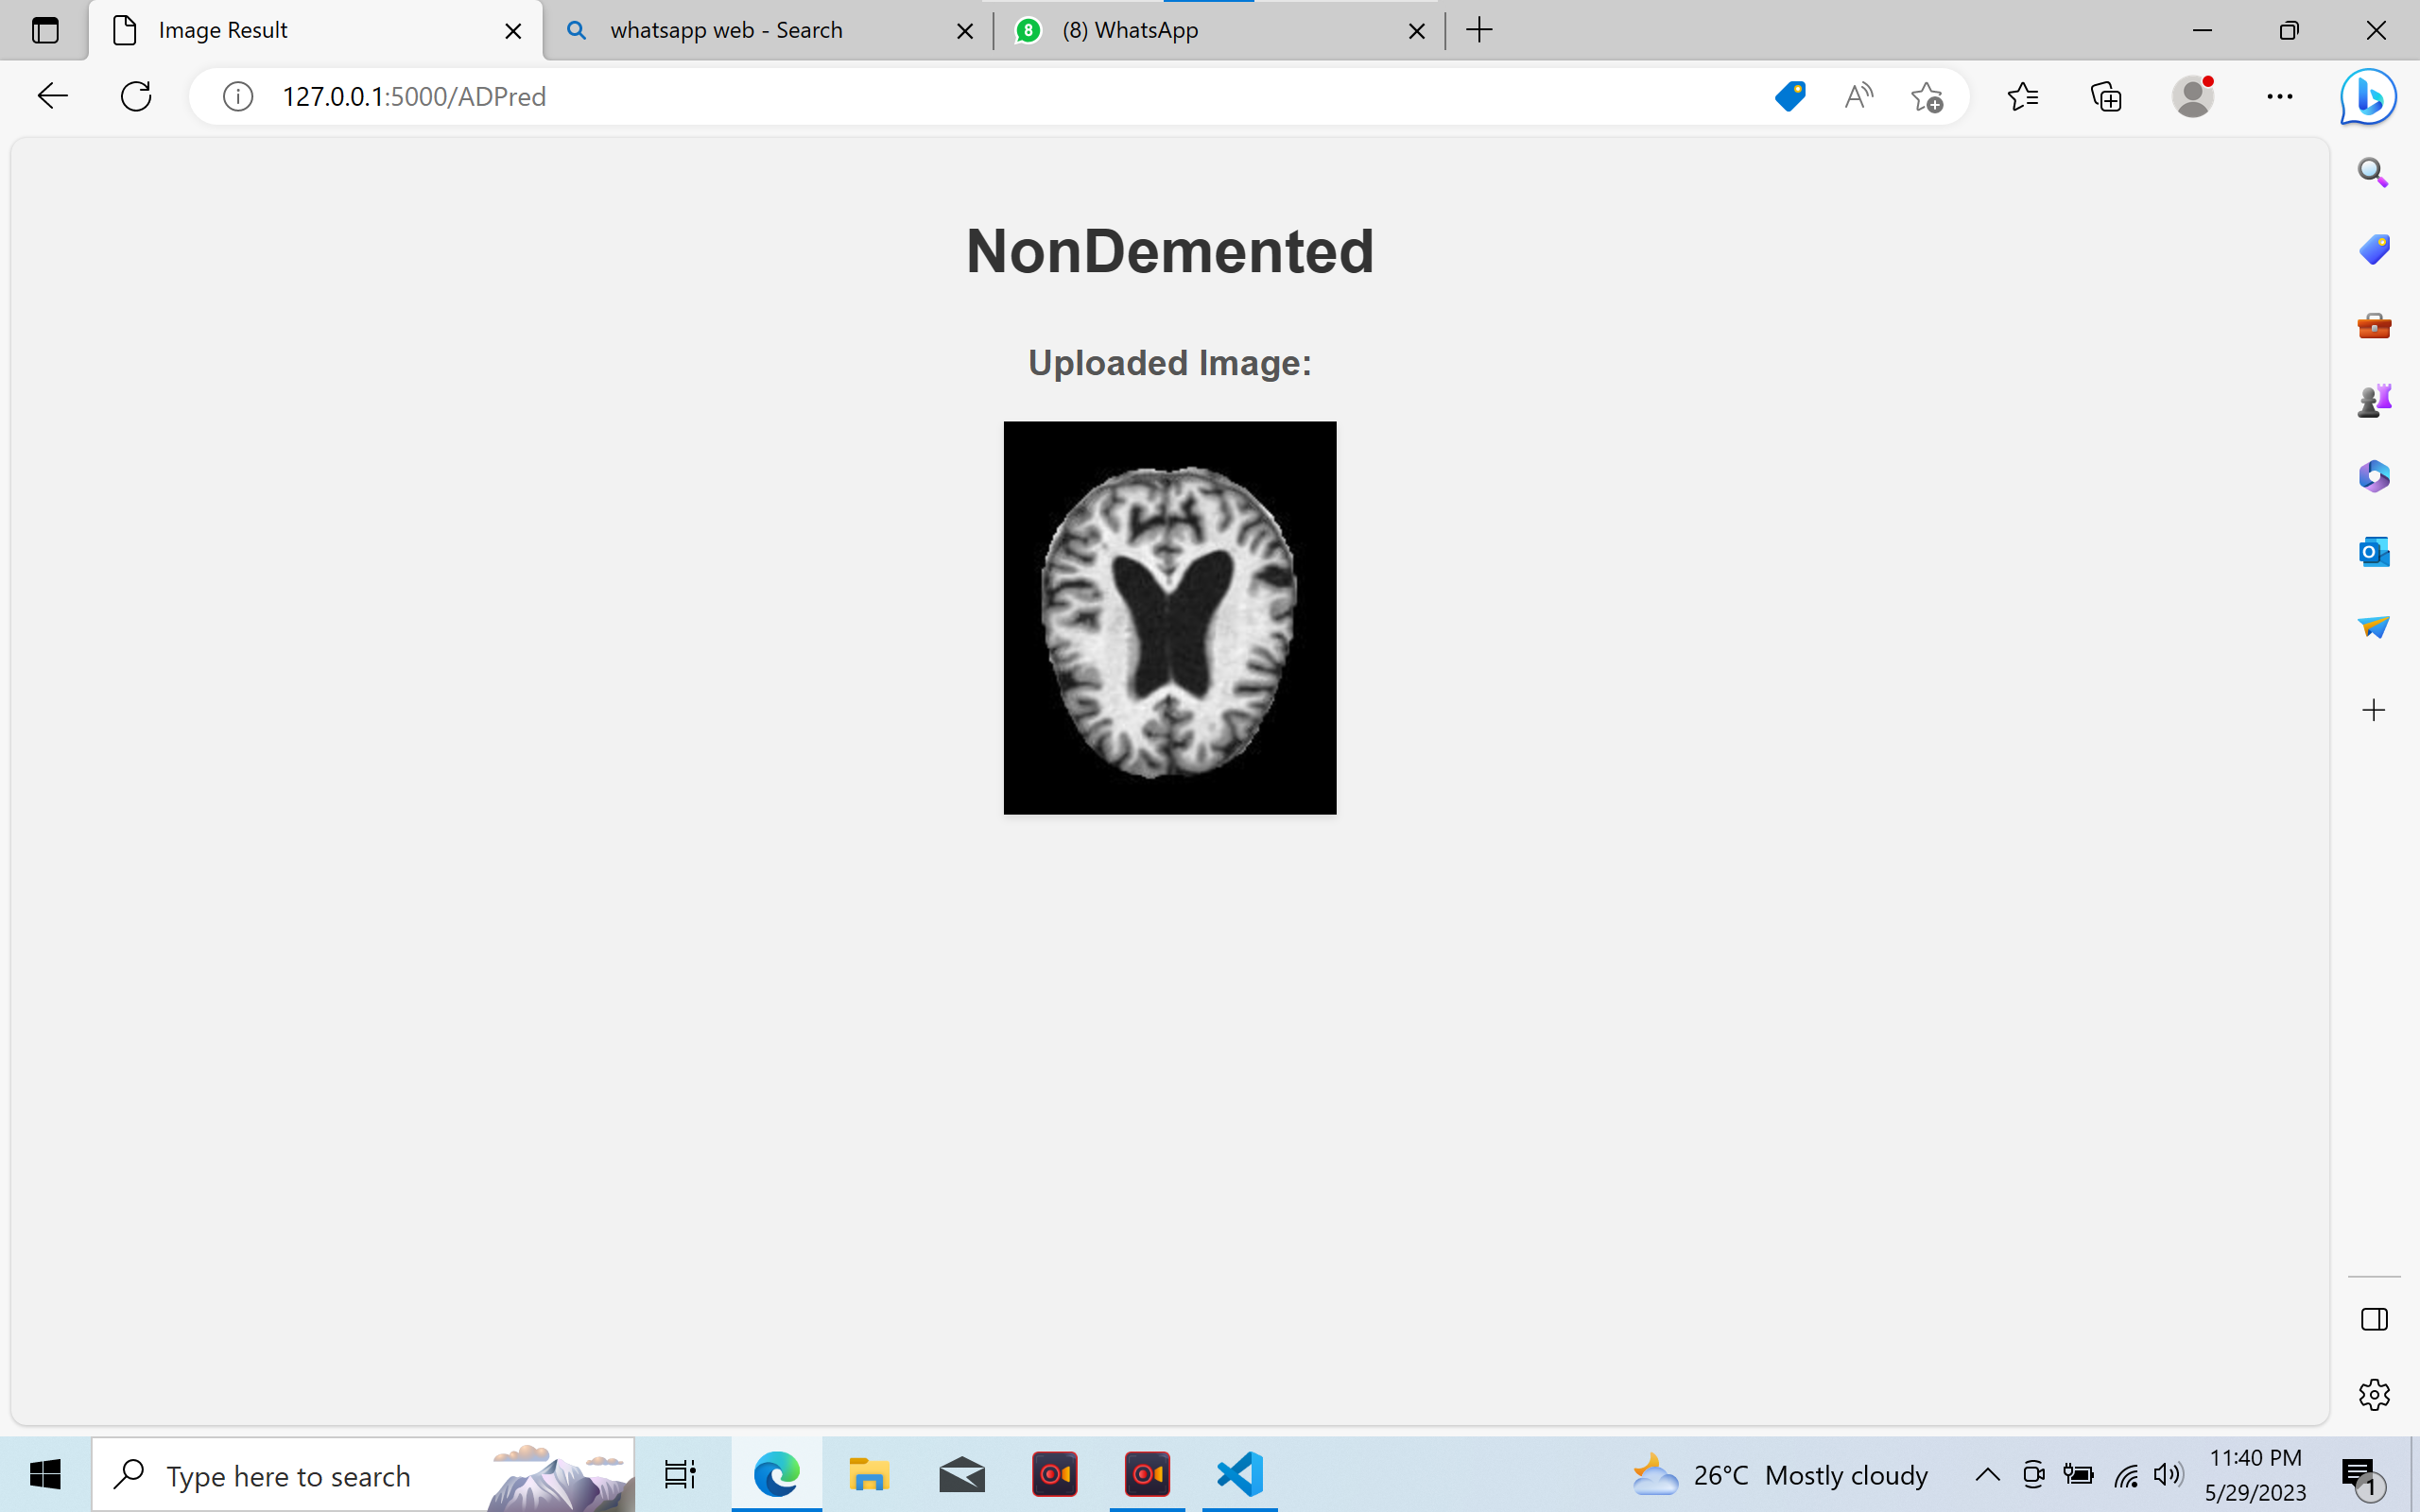 Image Result
whatsapp web - Search
8
(8) WhatsApp
127.0.0.1:5000/ADPred
NonDemented
Uploaded Image:
Type here to search
26°C Mostly cloudy
11:40 PM
5/29/2023
1